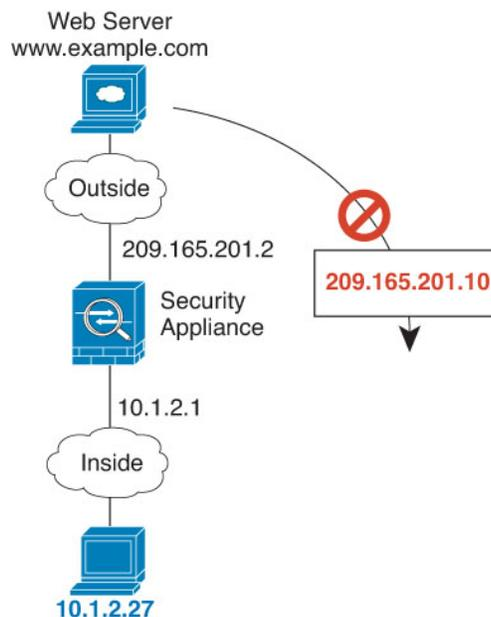 Web Server
www.example.com
Outside
209.165.201.2
209.165.201.10
Security
Appliance
10.1.2.1
Inside
10.1.2.27